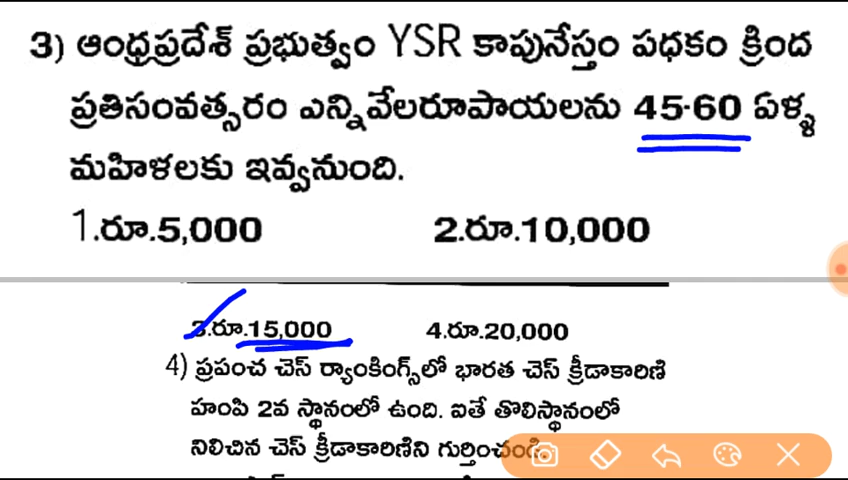 3) ఆంధ్రప్రదేశ్ ప్రభుత్వం YSR కాపునేస్తం పధకం క్రింద
ప్రతిసంవత్సరం ఎన్నివేలరూపాయలను 45-60 ఏళ్ళ
మహిళలకు ఇవ్వనుంది.
1.రూ.5,000 2.రూ.10,000
3.రూ.15,000 4.రూ.20,000
4) ప్రపంచ చెస్ ర్యాంకింగ్స్‌లో భారత చెస్ క్రీడాకారిణి
హంపి 2వ స్థానంలో ఉంది. ఐతే తొలిస్థానంలో
నిలిచిన చెస్ క్రీడాకారిణిని గుర్తించండి.